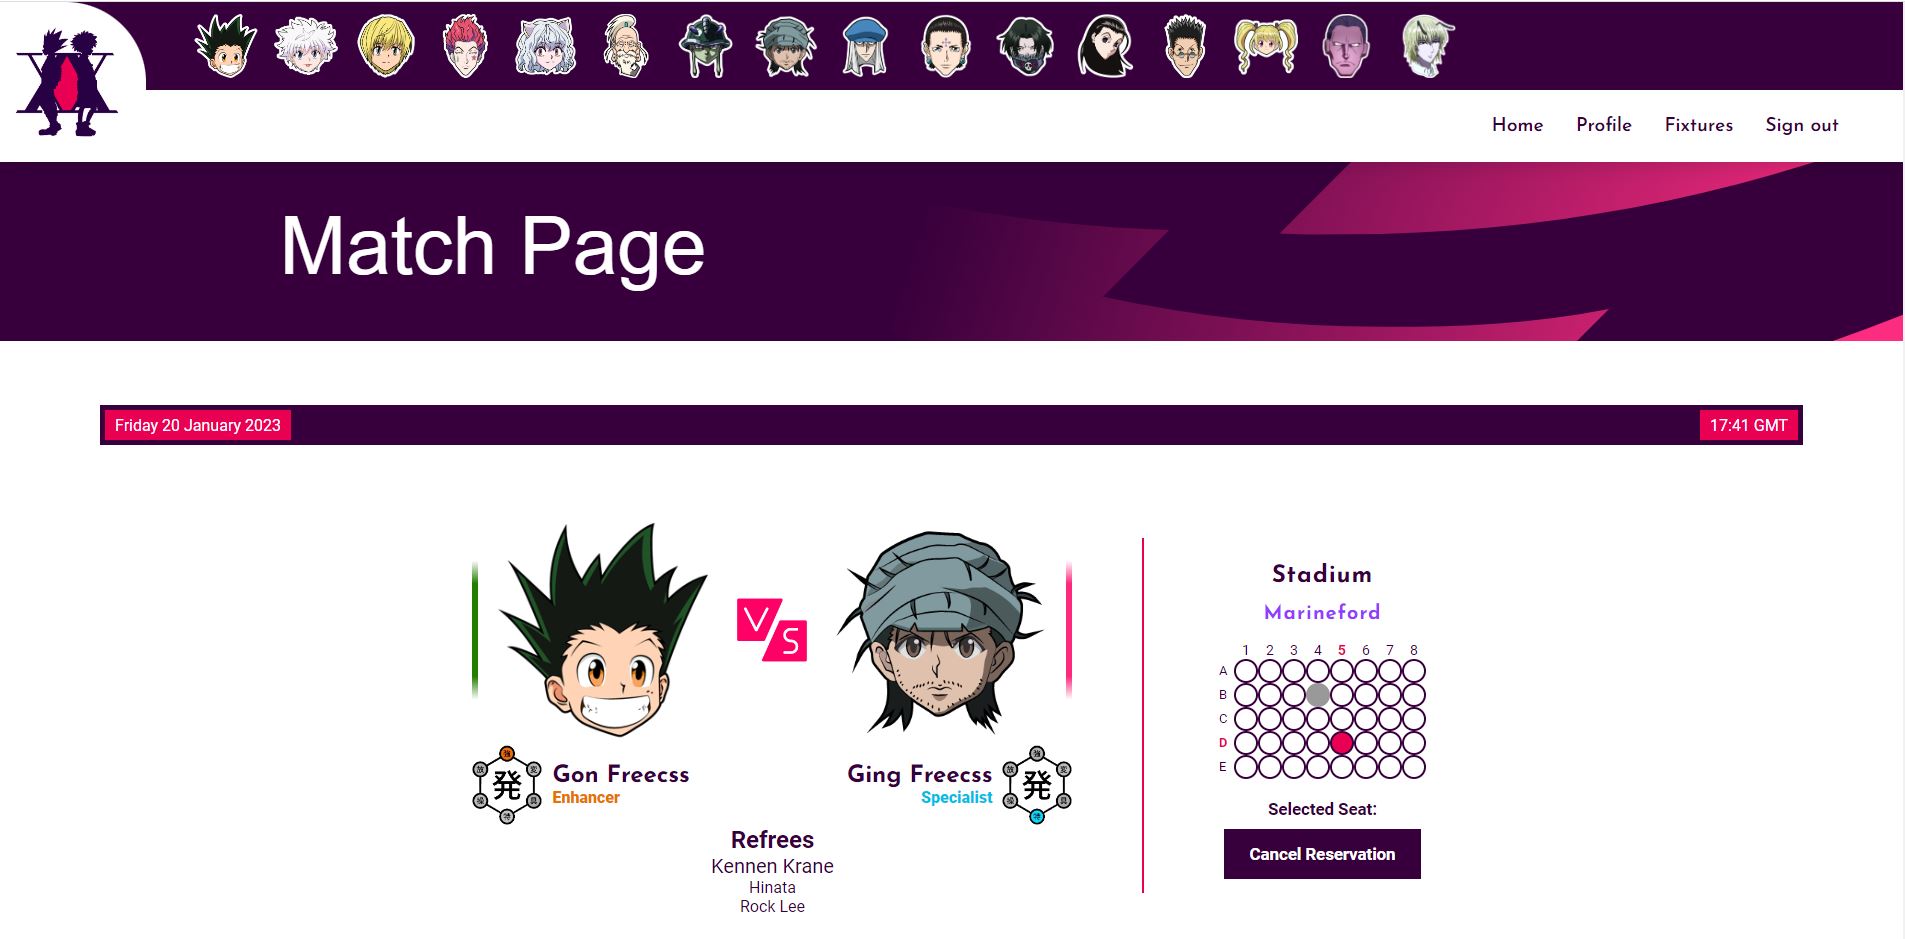 Home Profile Fixtures Sign out
Match Page
Friday 20 January 2023 17:41 GMT
VS
Stadium
Marineford
1 2 3 4 5 6 7 8
A
B
C
D
E
Selected Seat:
Cancel Reservation
発 Gon Freecss
Enhancer
Ging Freecss 発
Specialist
Refrees
Kennen Krane
Hinata
Rock Lee